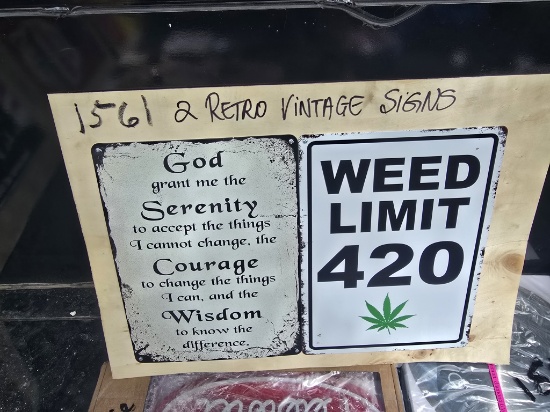 1561 2 RETRO VINTAGE SIGNS
God
grant me the
Serenity
to accept the things
I cannot change, the
Courage
to change the things
I can, and the
Wisdom
to know the
difference.
WEED
LIMIT
420